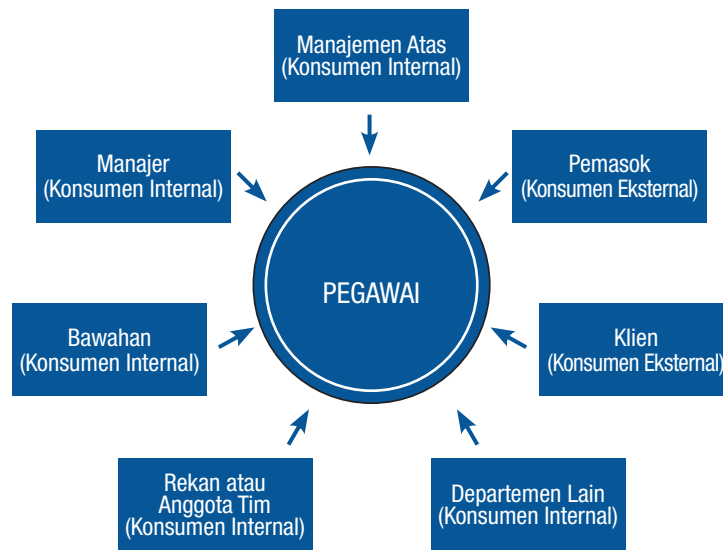 Manajemen Atas
(Konsumen Internal)
Manajer
(Konsumen Internal)
Pemasok
(Konsumen Eksternal)
PEGAWAI
Bawahan
(Konsumen Internal)
Klien
(Konsumen Eksternal)
Rekan atau
Anggota Tim
(Konsumen Internal)
Departemen Lain
(Konsumen Internal)